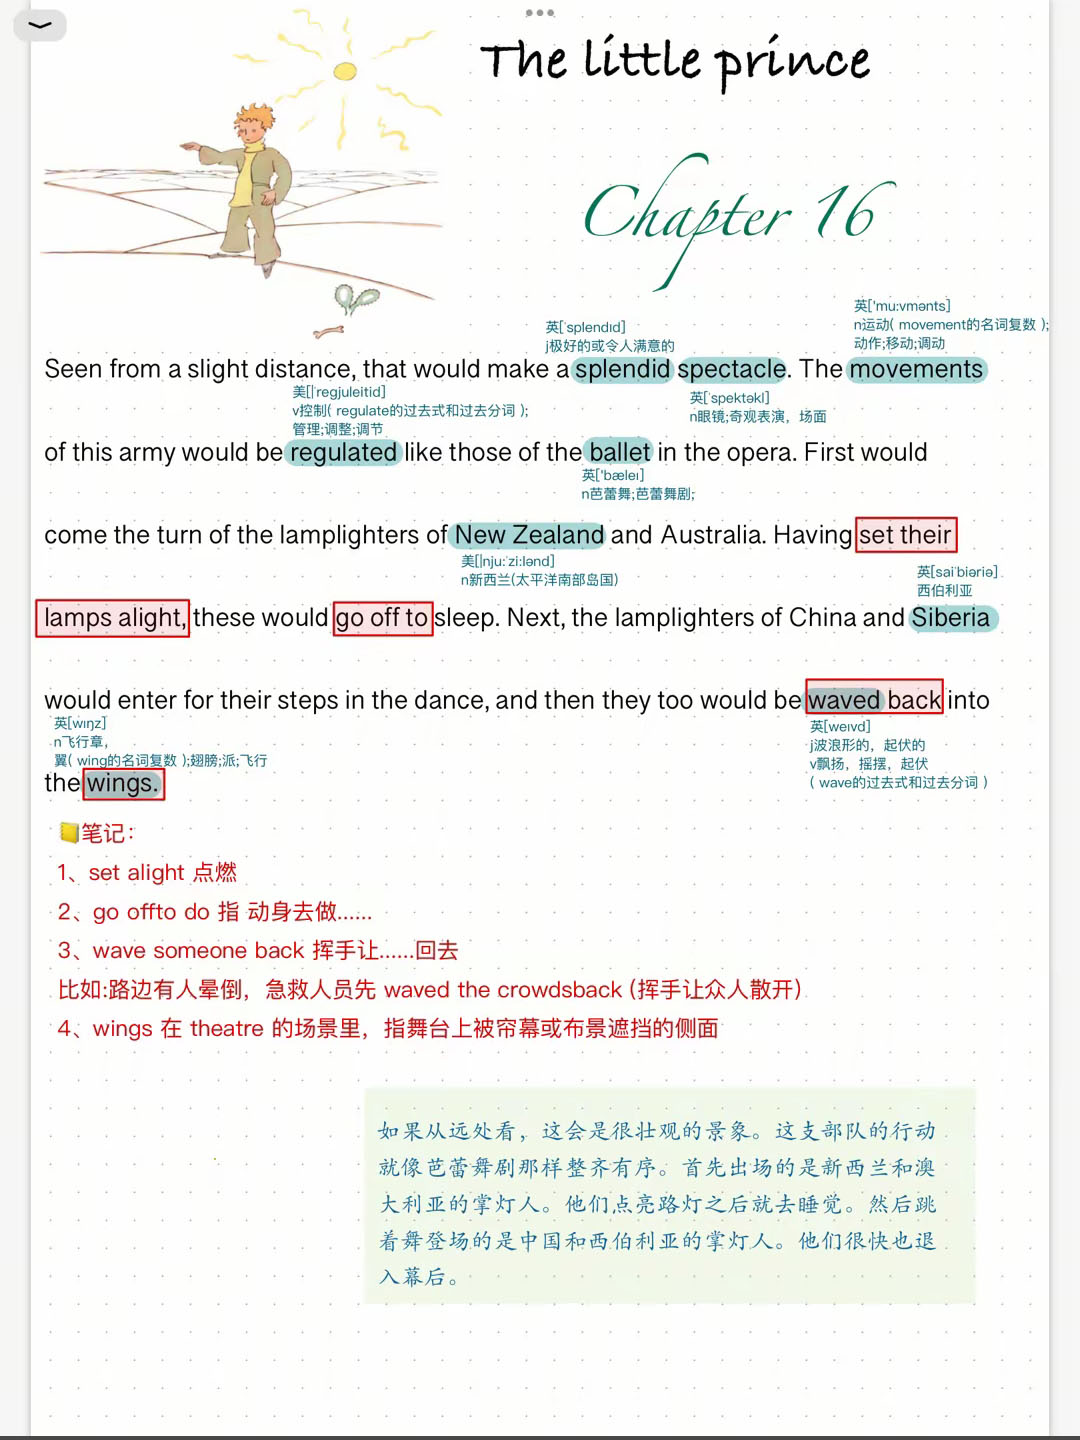 The little prince
Chapter 16
英['mu:vmənts]
n运动( movement的名词复数 );
动作;移动;调动
英[ˈsplendɪd]
j极好的或令人满意的
Seen from a slight distance, that would make a splendid spectacle. The movements
美[|ˈregjuleitid]
v控制( regulate的过去式和过去分词 );
管理;调整;调节
英[ˈspektəkl]
n眼镜;奇观表演，场面
of this army would be regulated like those of the ballet in the opera. First would
英['bæleɪ]
n芭蕾舞;芭蕾舞剧;
come the turn of the lamplighters of New Zealand and Australia. Having set their
美[|nju:ˈzi:lənd]
n新西兰(太平洋南部岛国)
英[saiˈbiəriə]
西伯利亚
lamps alight, these would go off to sleep. Next, the lamplighters of China and Siberia
would enter for their steps in the dance, and then they too would be waved back into
英[wɪŋz]
n飞行章，
翼( wing的名词复数 );翅膀;派;飞行
英[weɪvd]
j波浪形的，起伏的
v飘扬，摇摆，起伏
( wave的过去式和过去分词 )
the wings.
笔记：
1、set alight 点燃
2、go offto do 指 动身去做......
3、wave someone back 挥手让......回去
比如:路边有人晕倒，急救人员先 waved the crowdsback (挥手让众人散开)
4、wings 在 theatre 的场景里，指舞台上被帘幕或布景遮挡的侧面
如果从远处看，这会是很壮观的景象。这支部队的行动
就像芭蕾舞剧那样整齐有序。首先出场的是新西兰和澳
大利亚的掌灯人。他们点亮路灯之后就去睡觉。然后跳
着舞登场的是中国和西伯利亚的掌灯人。他们很快也退
入幕后。